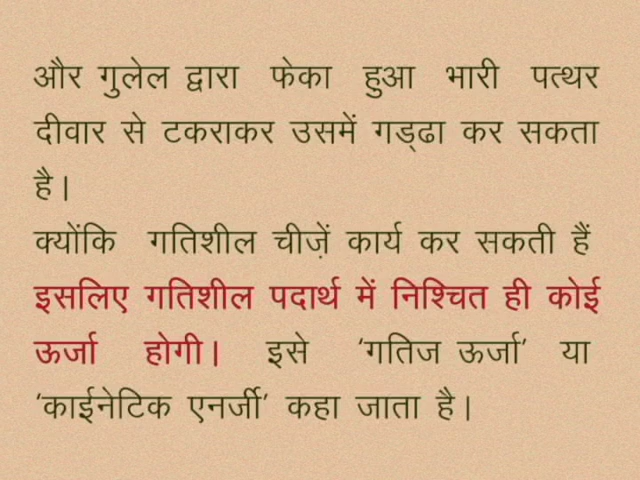 और गुलेल द्वारा फेका हुआ भारी पत्थर
दीवार से टकराकर उसमें गड्ढा कर सकता
है।
क्योंकि गतिशील चीज़ें कार्य कर सकती हैं
इसलिए गतिशील पदार्थ में निश्चित ही कोई
ऊर्जा होगी। इसे ‘गतिज ऊर्जा’ या
‘काईनेटिक एनर्जी’ कहा जाता है।